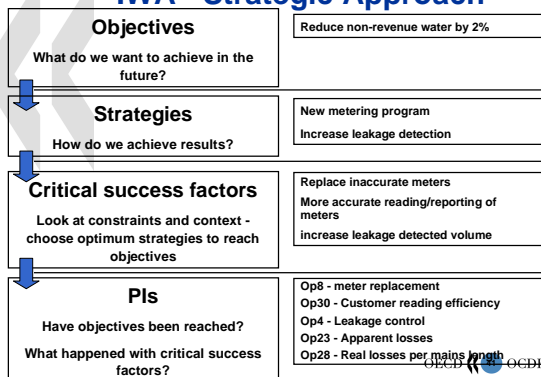 IWA - Strategic Approach
Objectives
What do we want to achieve in the
future?
Reduce non-revenue water by 2%
Strategies
How do we achieve results?
New metering program
Increase leakage detection
Critical success factors
Look at constraints and context -
choose optimum strategies to reach
objectives
Replace inaccurate meters
More accurate reading/reporting of
meters
increase leakage detected volume
PIs
Have objectives been reached?
What happened with critical success
factors?
Op8 - meter replacement
Op30 - Customer reading efficiency
Op4 - Leakage control
Op23 - Apparent losses
Op28 - Real losses per mains length
OECD OCDE